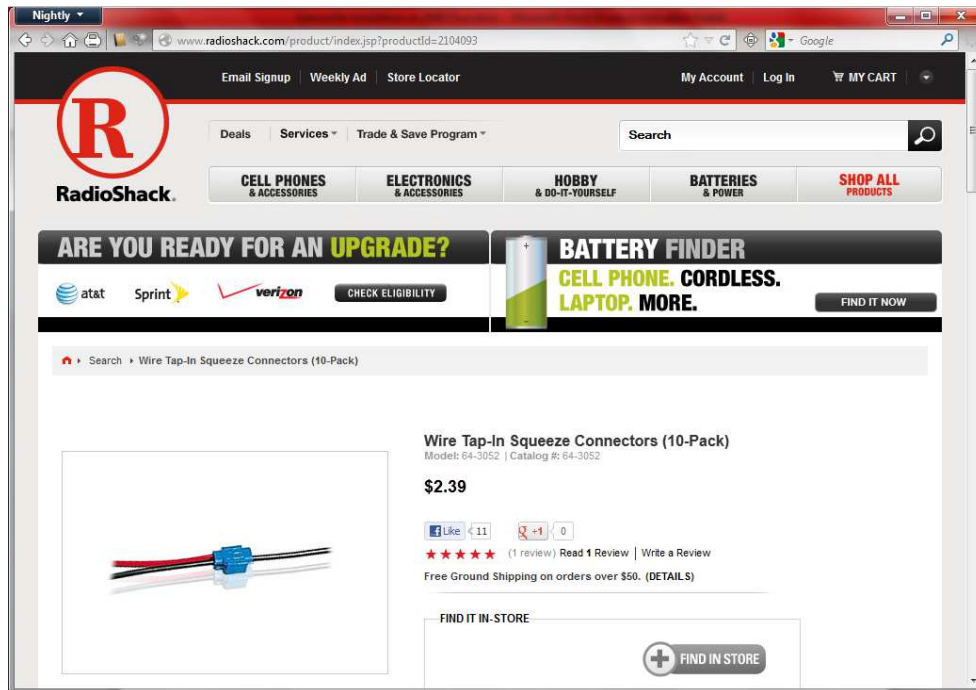 Nightly
www.radioshack.com/product/index.jsp?productId=2104093
Google
Email Signup Weekly Ad Store Locator
My Account Log In MY CART
R
RadioShack.
Deals Services Trade & Save Program
Search
CELL PHONES
& ACCESSORIES
ELECTRONICS
& ACCESSORIES
HOBBY
& DO-IT-YOURSELF
BATTERIES
& POWER
SHOP ALL
PRODUCTS
ARE YOU READY FOR AN UPGRADE?
at&t Sprint verizon CHECK ELIGIBILITY
BATTERY FINDER
CELL PHONE. CORDLESS.
LAPTOP. MORE.
FIND IT NOW
Search Wire Tap-In Squeeze Connectors (10-Pack)
Wire Tap-In Squeeze Connectors (10-Pack)
Model: 64-3052 | Catalog #: 64-3052
$2.39
Like 11 +1 0
(1 review) Read 1 Review | Write a Review
Free Ground Shipping on orders over $50. (DETAILS)
FIND IT IN-STORE
FIND IN STORE